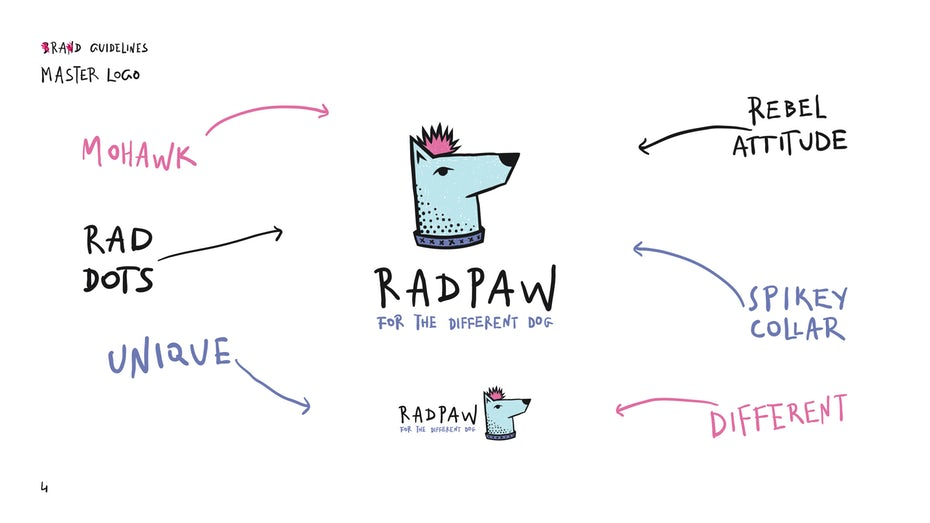 BRAND GUIDELINES
MASTER LOGO
MOHAWK
REBEL
ATTITUDE
RAD
DOTS
RADPAW
FOR THE DIFFERENT DOG
SPIKEY
COLLAR
UNIQUE
RADPAW
FOR THE DIFFERENT DOG
DIFFERENT
4